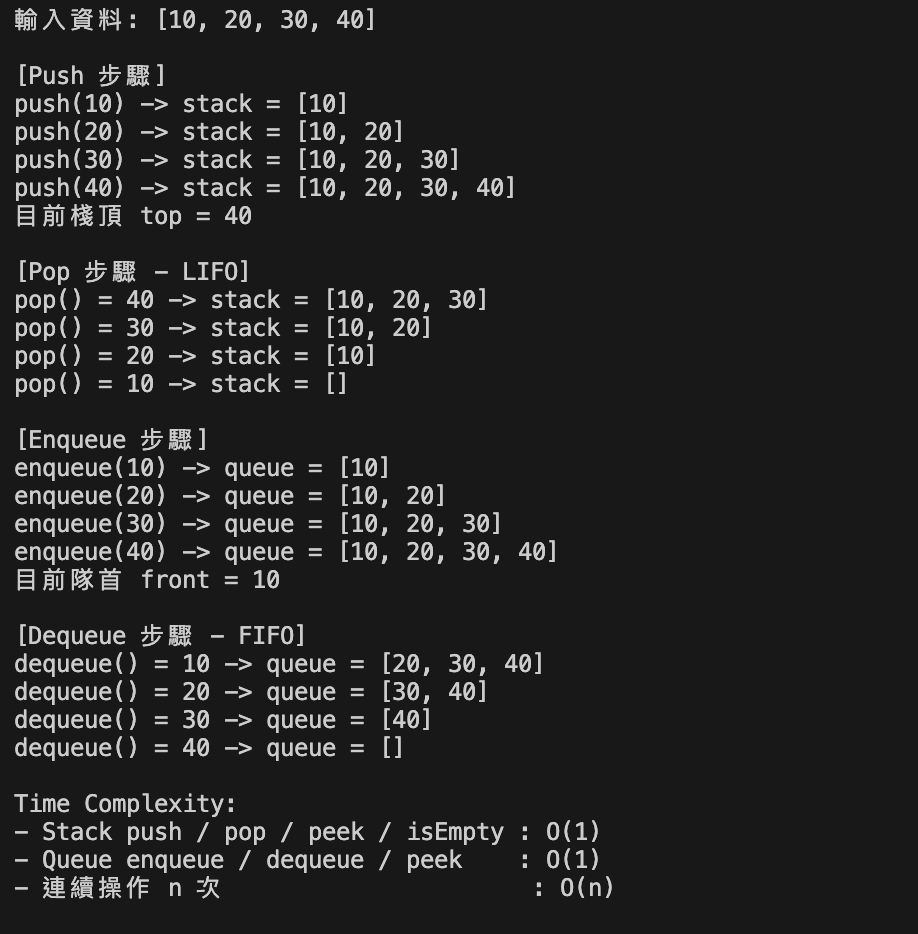 輸入資料: [10, 20, 30, 40]
[Push 步驟]
push(10) -> stack = [10]
push(20) -> stack = [10, 20]
push(30) -> stack = [10, 20, 30]
push(40) -> stack = [10, 20, 30, 40]
目前棧頂 top = 40
[Pop 步驟 - LIFO]
pop() = 40 -> stack = [10, 20, 30]
pop() = 30 -> stack = [10, 20]
pop() = 20 -> stack = [10]
pop() = 10 -> stack = []
[Enqueue 步驟]
enqueue(10) -> queue = [10]
enqueue(20) -> queue = [10, 20]
enqueue(30) -> queue = [10, 20, 30]
enqueue(40) -> queue = [10, 20, 30, 40]
目前隊首 front = 10
[Dequeue 步驟 - FIFO]
dequeue() = 10 -> queue = [20, 30, 40]
dequeue() = 20 -> queue = [30, 40]
dequeue() = 30 -> queue = [40]
dequeue() = 40 -> queue = []
Time Complexity:
- Stack push / pop / peek / isEmpty : O(1)
- Queue enqueue / dequeue / peek    : O(1)
- 連續操作 n 次                      : O(n)